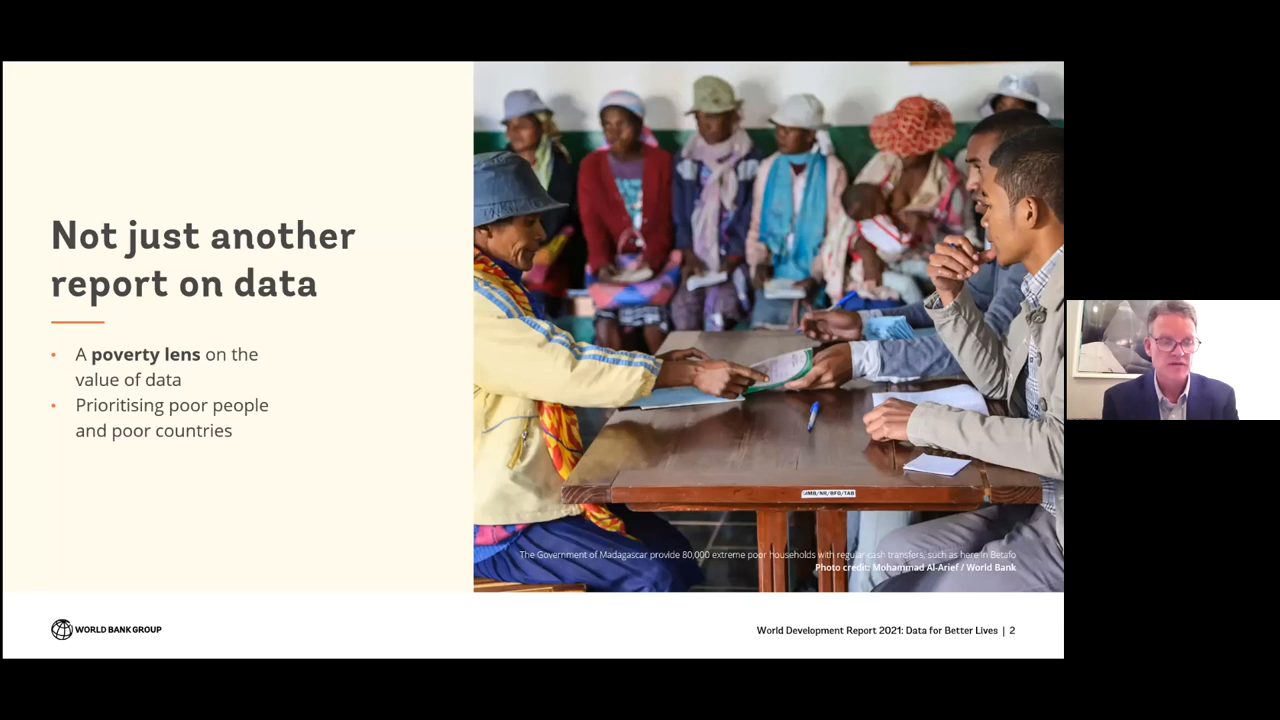 Not just another
report on data
• A poverty lens on the
value of data
• Prioritising poor people
and poor countries
The Government of Madagascar provide 80,000 extreme poor households with regular cash transfers, such as here in Betafo
Photo credit: Mohammad Al-Arief / World Bank
WORLD BANK GROUP
World Development Report 2021: Data for Better Lives | 2